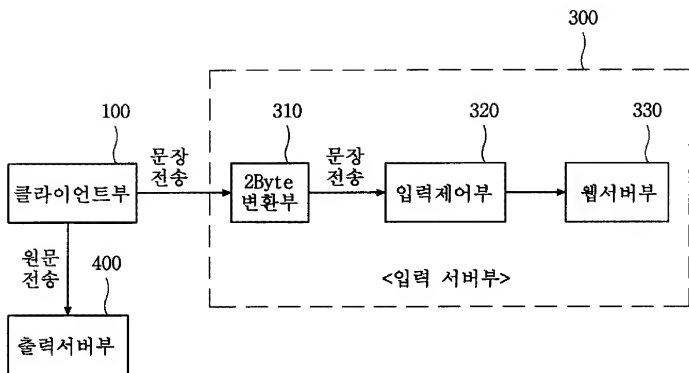 300
100
310
320
330
클라이언트부
문장
전송
2Byte
변환부
문장
전송
입력제어부
웹서버부
원문
전송
400
<입력 서버부>
출력서버부